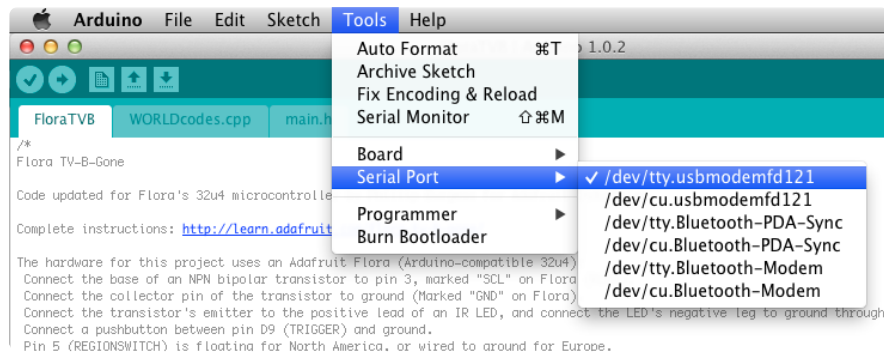 Arduino File Edit Sketch Tools Help
1.0.2
Auto Format ⌘T
Archive Sketch
Fix Encoding & Reload
Serial Monitor ⇧⌘M
Board ▶
Serial Port ▶
Programmer ▶
Burn Bootloader
✓ /dev/tty.usbmodemfd121
/dev/cu.usbmodemfd121
/dev/tty.Bluetooth-PDA-Sync
/dev/cu.Bluetooth-PDA-Sync
/dev/tty.Bluetooth-Modem
/dev/cu.Bluetooth-Modem
FloraTVB WORLDcodes.cpp main.h
/*
Flora TV-B-Gone
Code updated for Flora's 32u4 microcontrolle
Complete instructions: http://learn.adafruit
The hardware for this project uses an Adafruit Flora (Arduino-compatible 32u4)
Connect the base of an NPN bipolar transistor to pin 3, marked "SCL" on Flora
Connect the collector pin of the transistor to ground (Marked "GND" on Flora)
Connect the transistor's emitter to the positive lead of an IR LED, and connect the LED's negative leg to ground through
Connect a pushbutton between pin D9 (TRIGGER) and ground.
Pin 5 (REGIONSWITCH) is floating for North America, or wired to ground for Europe.